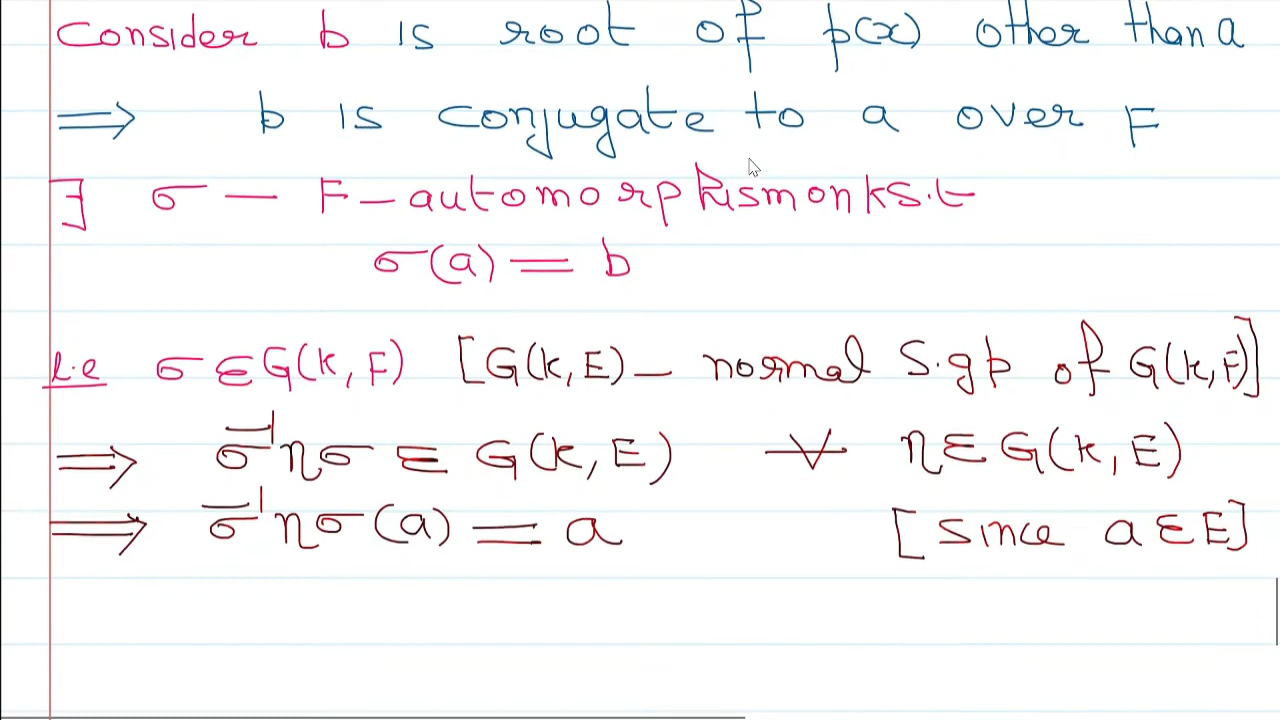 Consider b is root of p(x) other than a
⟹ b is conjugate to a over F
∃ σ — F-automorphism on K s.t
σ(a) = b
i.e σ ∈ G(K, F) [G(K, E) – normal S.gp of G(K, F)]
⟹ σ⁻¹ησ ∈ G(K, E) ∀ η ∈ G(K, E)
⟹ σ⁻¹ησ(a) = a [since a ∈ E]